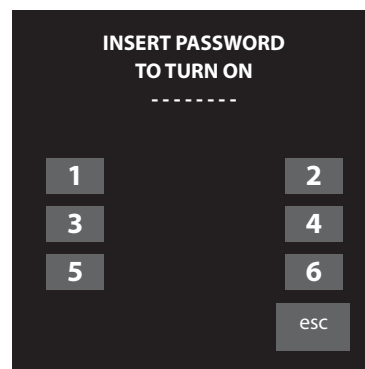 INSERT PASSWORD
TO TURN ON
--------
1 2
3 4
5 6
esc